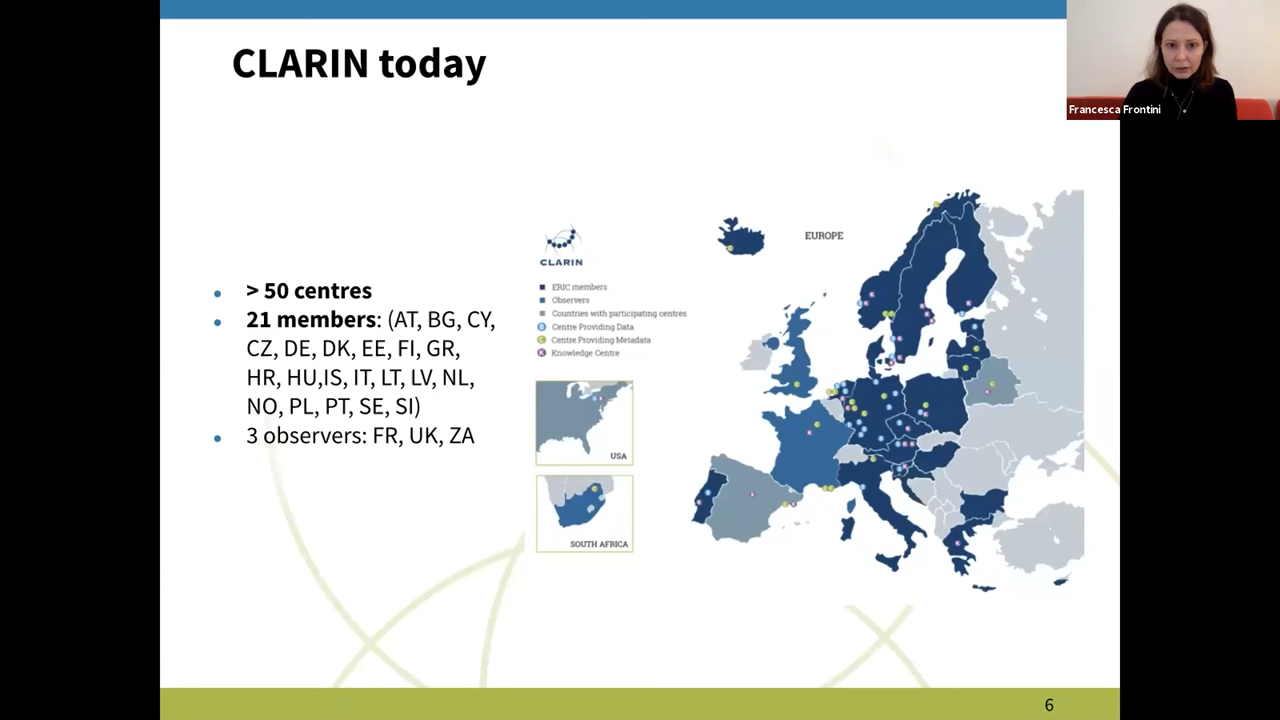 CLARIN today
Francesca Frontini
• > 50 centres
• 21 members: (AT, BG, CY,
CZ, DE, DK, EE, FI, GR,
HR, HU,IS, IT, LT, LV, NL,
NO, PL, PT, SE, SI)
• 3 observers: FR, UK, ZA
CLARIN
EUROPE
ERIC members
Observers
Countries with participating centres
B Centre Providing Data
C Centre Providing Metadata
K Knowledge Centre
USA
SOUTH AFRICA
6